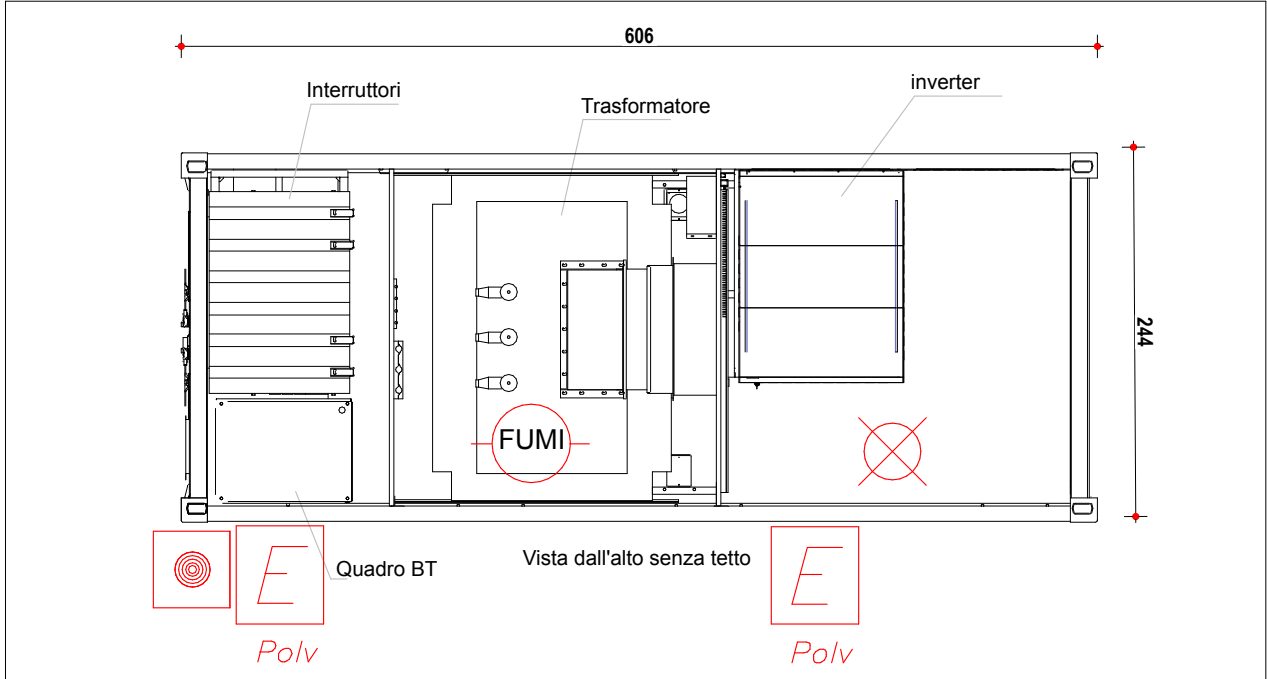 606
Interruttori
Trasformatore
inverter
244
FUMI
E
Quadro BT
Vista dall'alto senza tetto
E
Polv
Polv